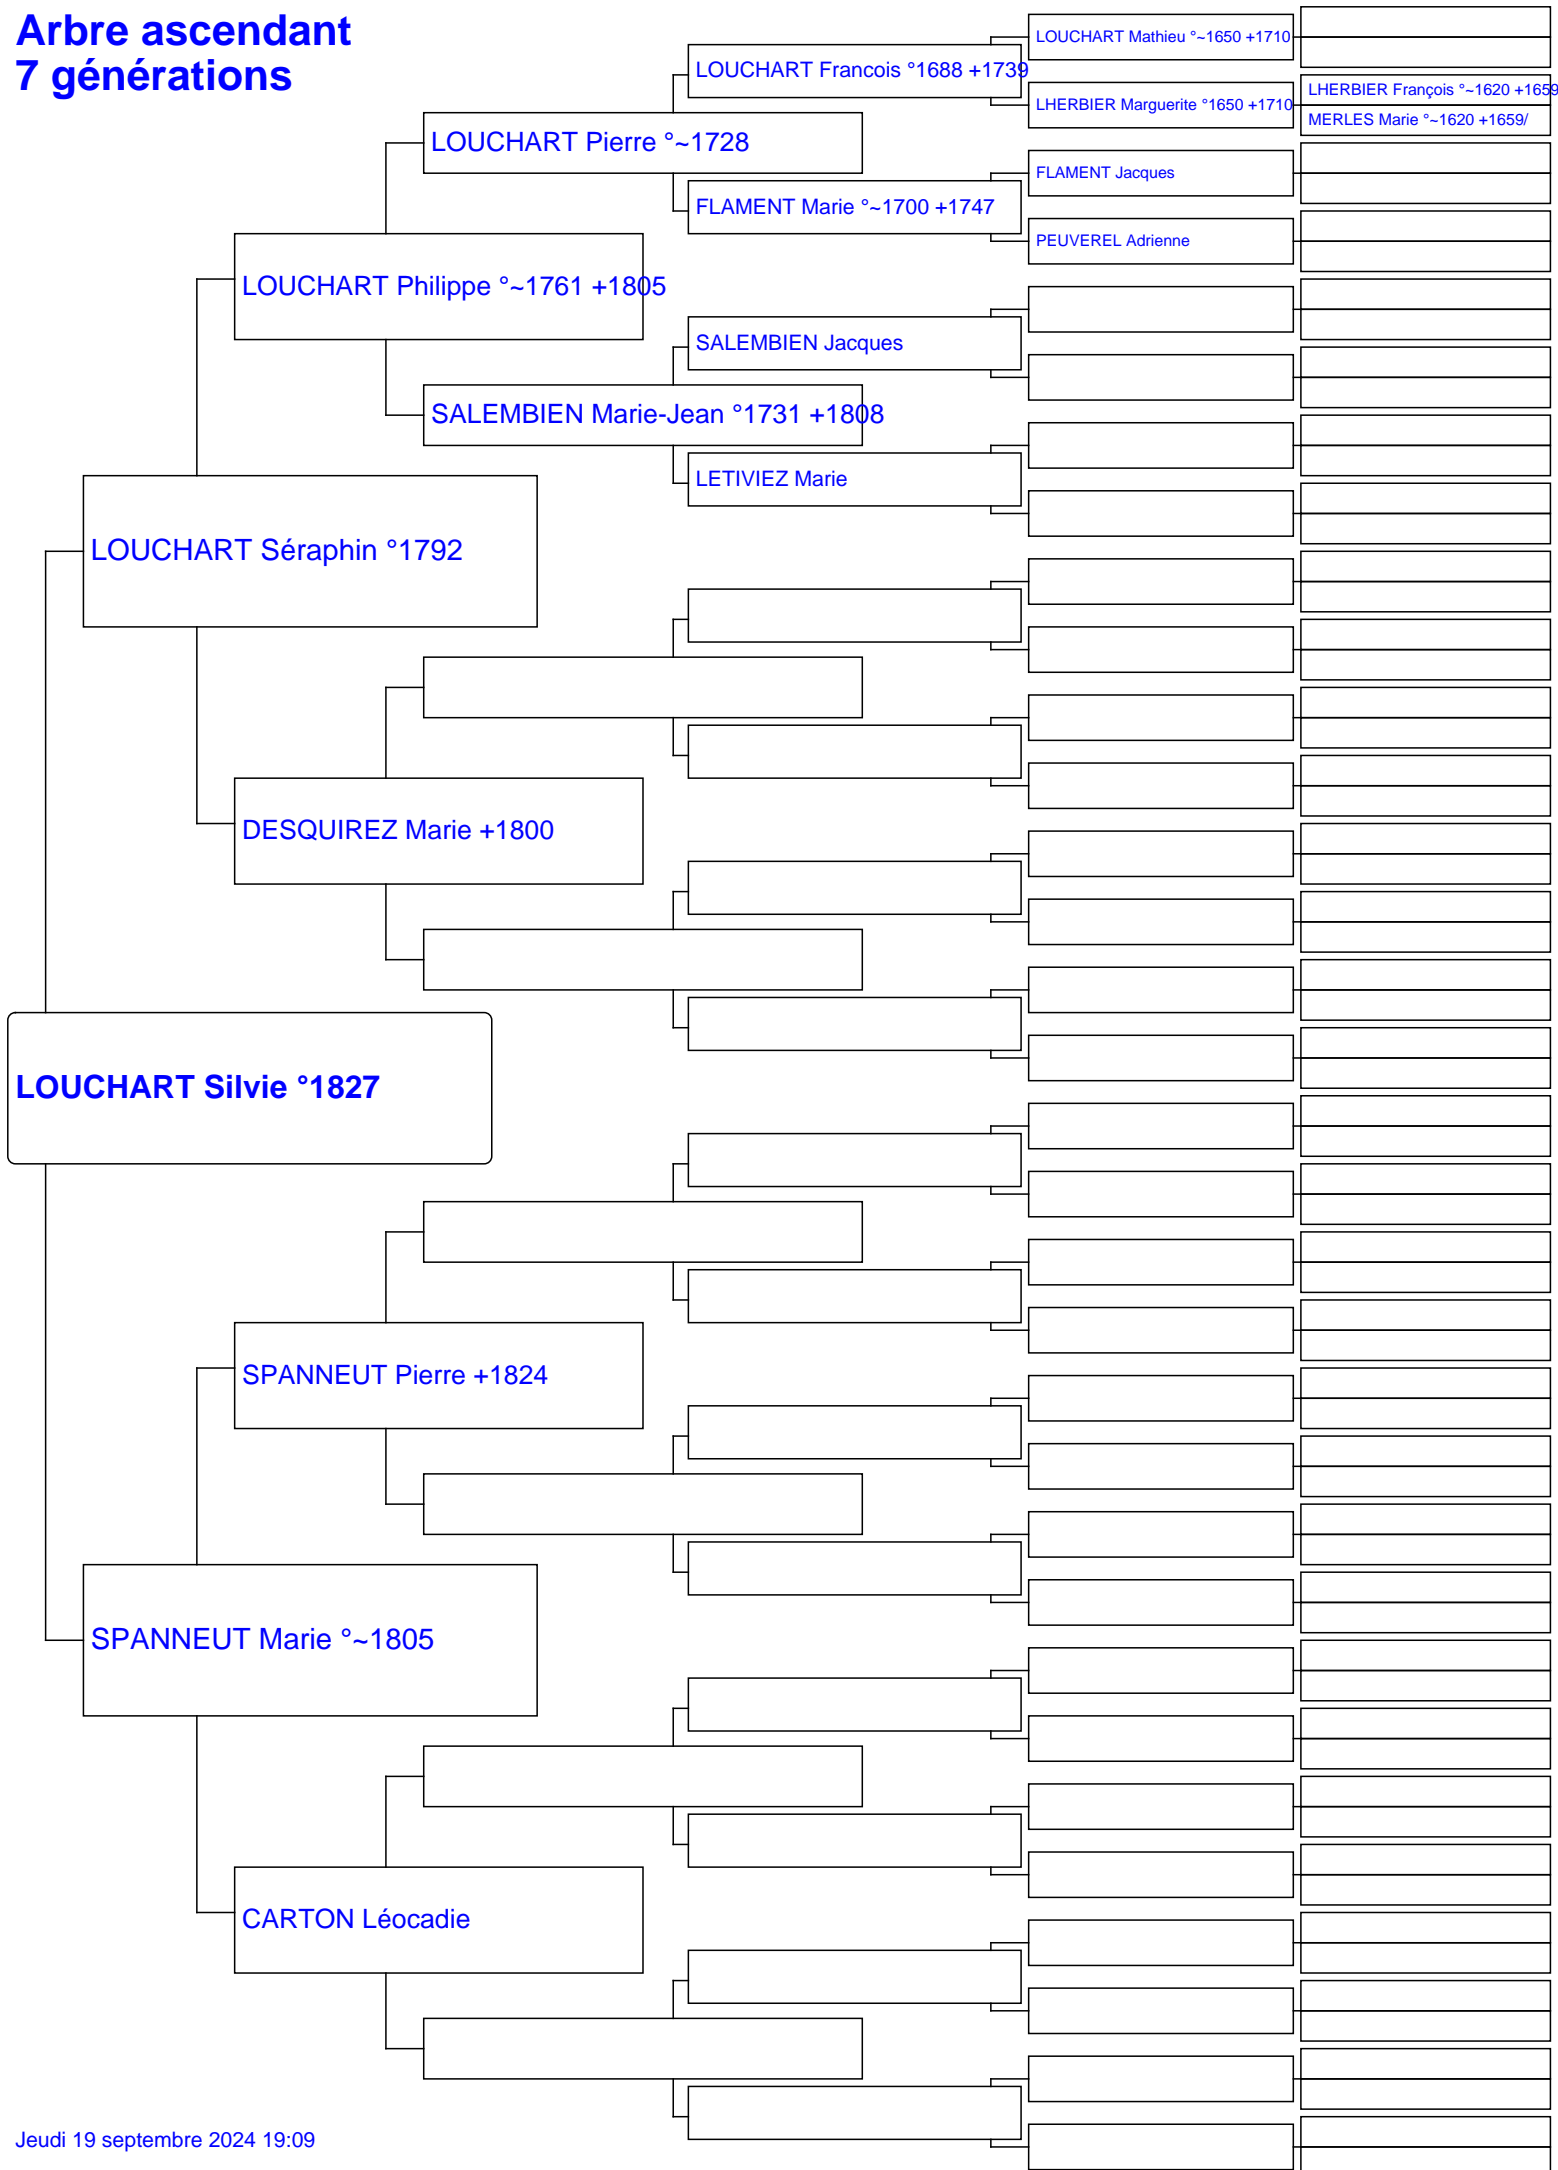 Arbre ascendant
7 générations
LOUCHART Mathieu °~1650 +1710
LOUCHART Francois °1688 +1739
LHERBIER François °~1620 +1659
LHERBIER Marguerite °1650 +1710
MERLES Marie °~1620 +1659/
LOUCHART Pierre °~1728
FLAMENT Jacques
FLAMENT Marie °~1700 +1747
PEUVEREL Adrienne
LOUCHART Philippe °~1761 +1805
SALEMBIEN Jacques
SALEMBIEN Marie-Jean °1731 +1808
LETIVIEZ Marie
LOUCHART Séraphin °1792
DESQUIREZ Marie +1800
LOUCHART Silvie °1827
SPANNEUT Pierre +1824
SPANNEUT Marie °~1805
CARTON Léocadie
Jeudi 19 septembre 2024 19:09